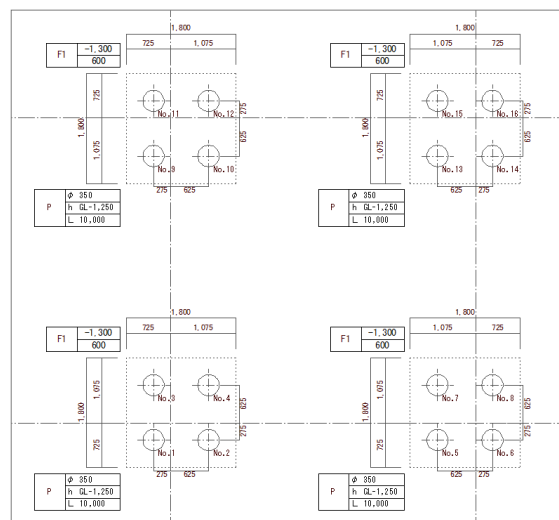 1,800
725 1,075
F1 -1,300
600
725
1,800
1,075
No.11 No.12
275
625
No.9 No.10
275 625
P φ 350
h GL-1,250
L 10,000
1,800
1,075 725
F1 -1,300
600
725
1,800
1,075
No.15 No.16
275
625
No.13 No.14
625 275
P φ 350
h GL-1,250
L 10,000
1,800
725 1,075
F1 -1,300
600
1,075
1,800
725
No.3 No.4
625
275
No.1 No.2
275 625
P φ 350
h GL-1,250
L 10,000
1,800
1,075 725
F1 -1,300
600
1,075
1,800
725
No.7 No.8
625
275
No.5 No.6
625 275
P φ 350
h GL-1,250
L 10,000